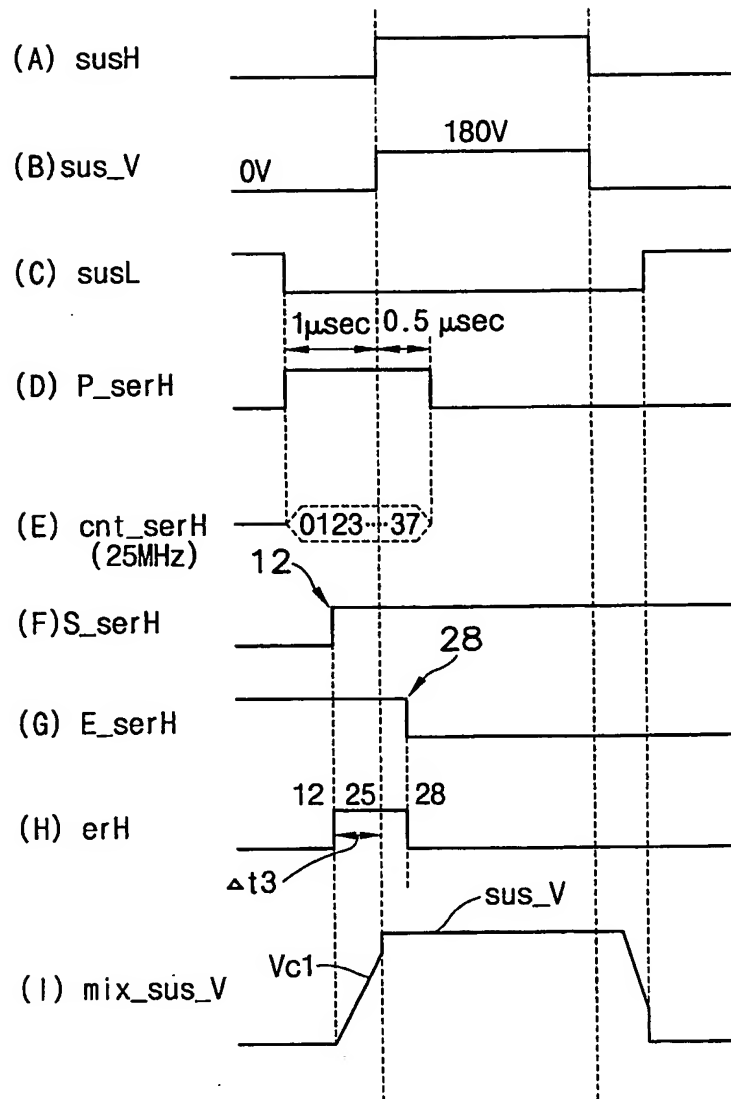 (A) susH
180V
(B)sus_V 0V
(C) susL
1μsec 0.5 μsec
(D) P_serH
(E) cnt_serH 0123··· 37
(25MHz)
12
(F)S_serH
28
(G) E_serH
12 25 28
(H) erH
Δt3
sus_V
Vc1
(I) mix_sus_V